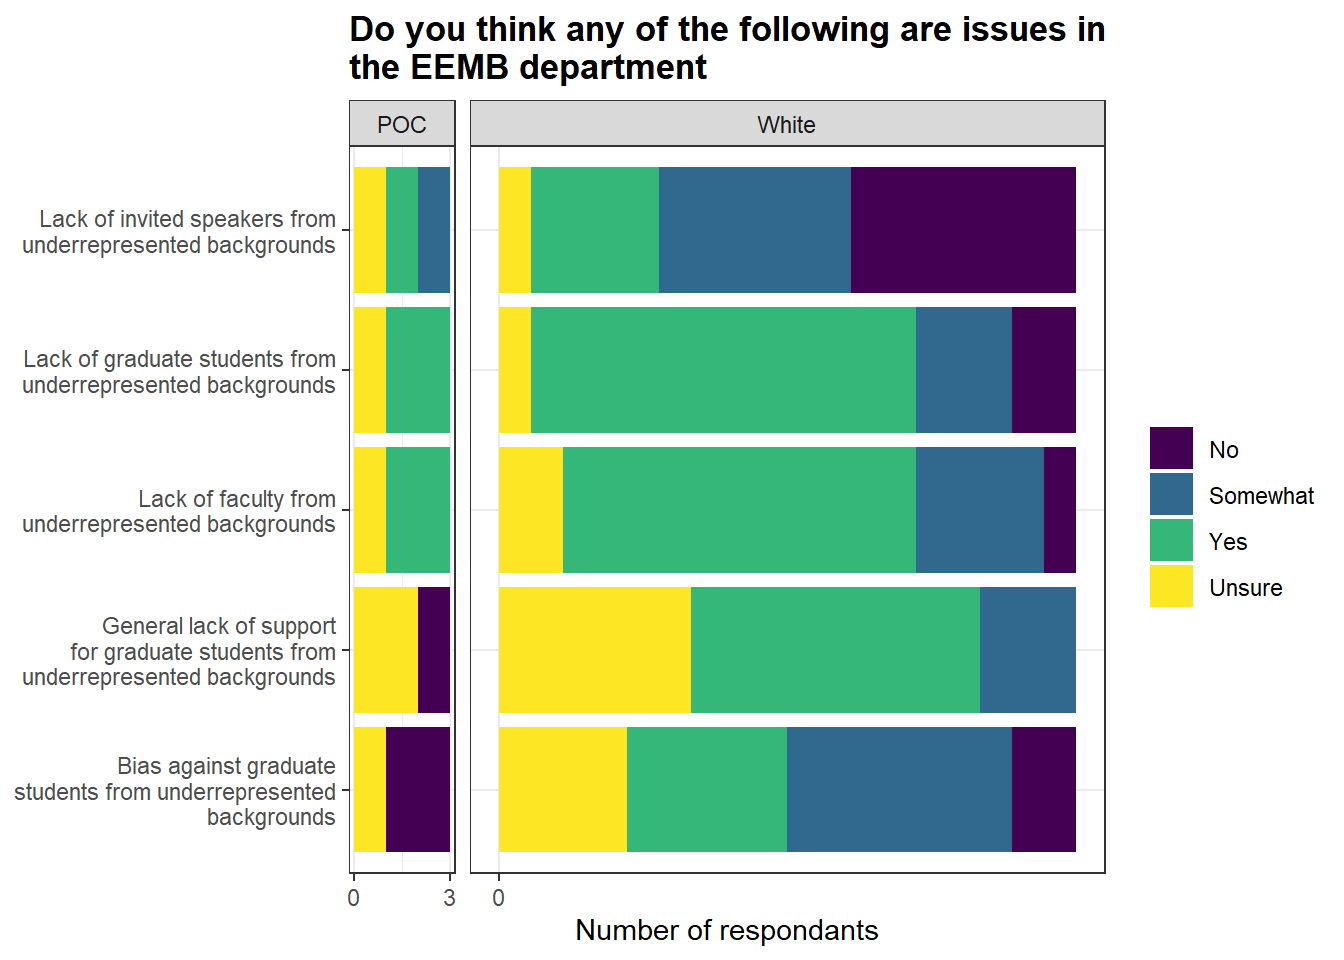 Do you think any of the following are issues in
the EEMB department
POC
White
Lack of invited speakers from
underrepresented backgrounds
Lack of graduate students from
underrepresented backgrounds
Lack of faculty from
underrepresented backgrounds
General lack of support
for graduate students from
underrepresented backgrounds
Bias against graduate
students from underrepresented
backgrounds
No
Somewhat
Yes
Unsure
0 3 0
Number of respondants